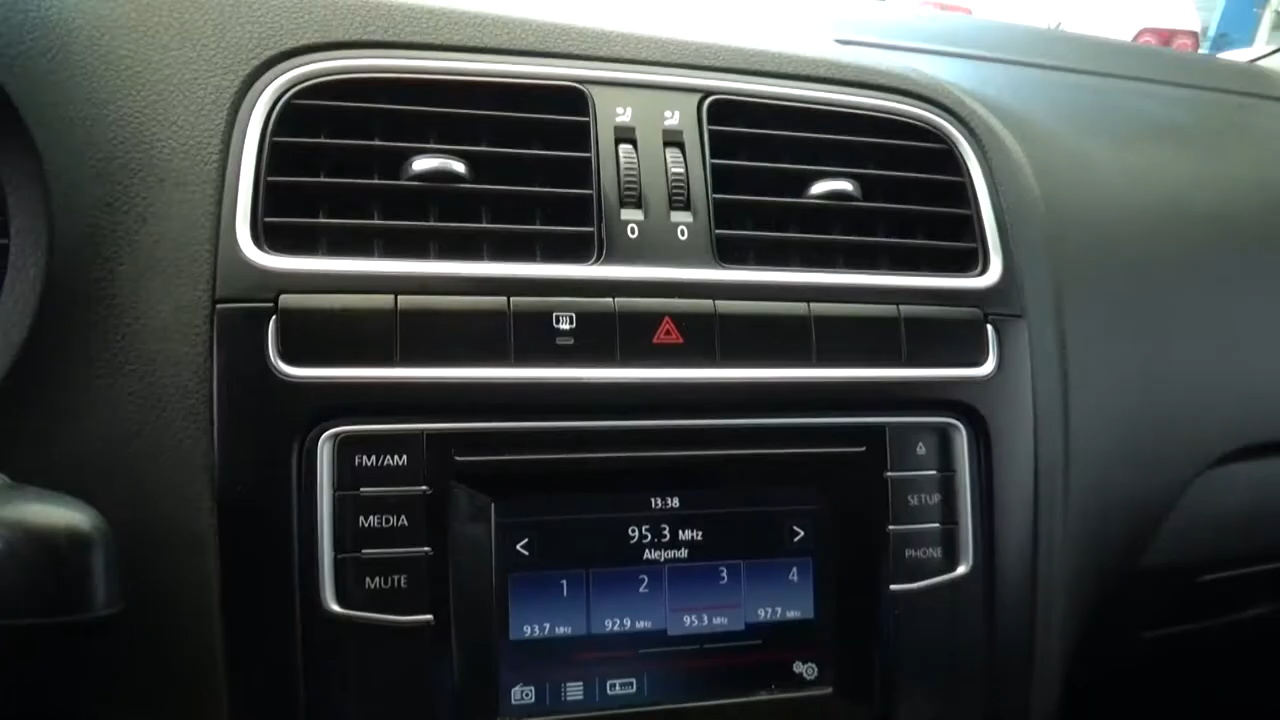 0 0
FM/AM
MEDIA
MUTE
13:38
95.3 MHz
Alejandr
1 2 3 4
93.7 MHz 92.9 MHz 95.3 MHz 97.7 MHz
SETUP
PHONE